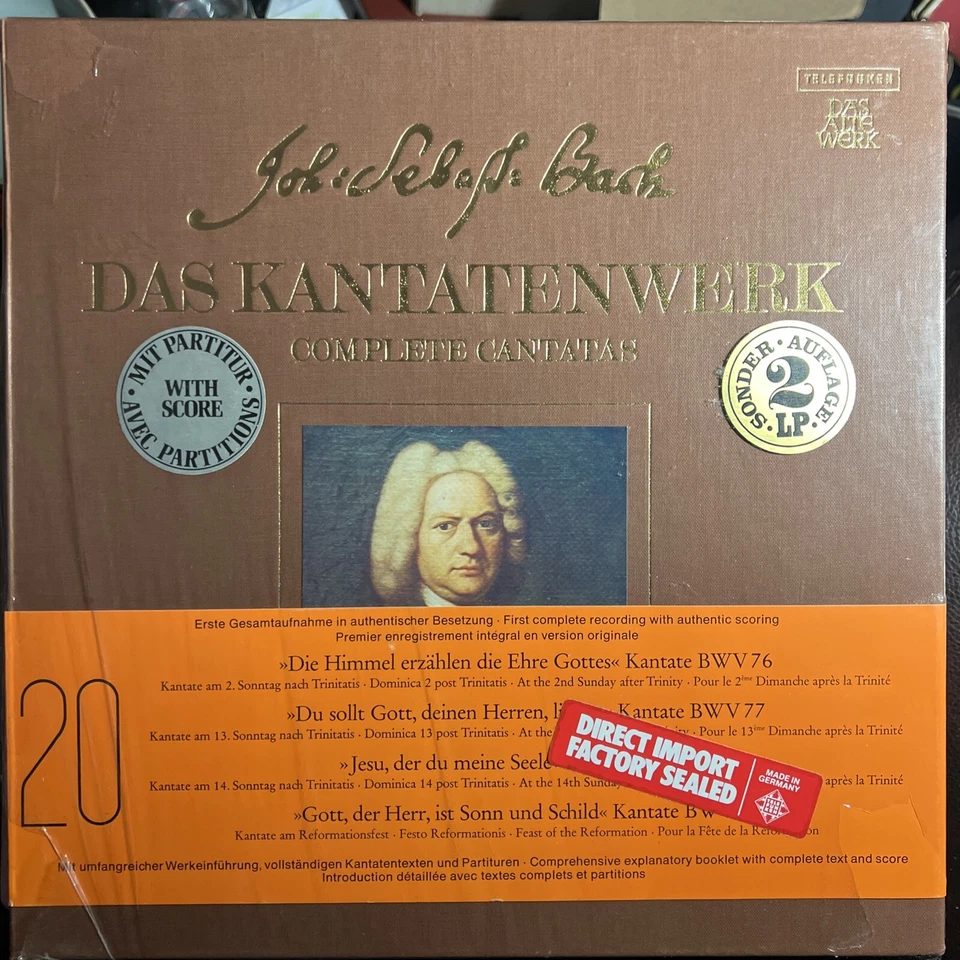 TELEFUNKEN
DAS
ALTE
WERK
Joh: Sebast: Bach
DAS KANTATENWERK
COMPLETE CANTATAS
· MIT PARTITUR ·
WITH
SCORE
AVEC PARTITIONS
SONDER · AUFLAGE
2
· LP ·
Erste Gesamtaufnahme in authentischer Besetzung · First complete recording with authentic scoring
Premier enregistrement intégral en version originale
20
»Die Himmel erzählen die Ehre Gottes« Kantate BWV 76
Kantate am 2. Sonntag nach Trinitatis · Dominica 2 post Trinitatis · At the 2nd Sunday after Trinity · Pour le 2ème Dimanche après la Trinité
»Du sollt Gott, deinen Herren, Kantate BWV 77
Kantate am 13. Sonntag nach Trinitatis · Dominica 13 post Trinitatis · At the · Pour le 13ème Dimanche après la Trinité
»Jesu, der du meine Seele
Kantate am 14. Sonntag nach Trinitatis · Dominica 14 post Trinitatis · At the 14th après la Trinité
»Gott, der Herr, ist Sonn und Schild« Kantate
Kantate am Reformationsfest · Festo Reformationis · Feast of the Reformation · Pour la Fête de la
Mit umfangreicher Werkeinführung, vollständigen Kantatentexten und Partituren · Comprehensive explanatory booklet with complete text and score
Introduction détaillée avec textes complets et partitions
DIRECT IMPORT
FACTORY SEALED
MADE IN
GERMANY